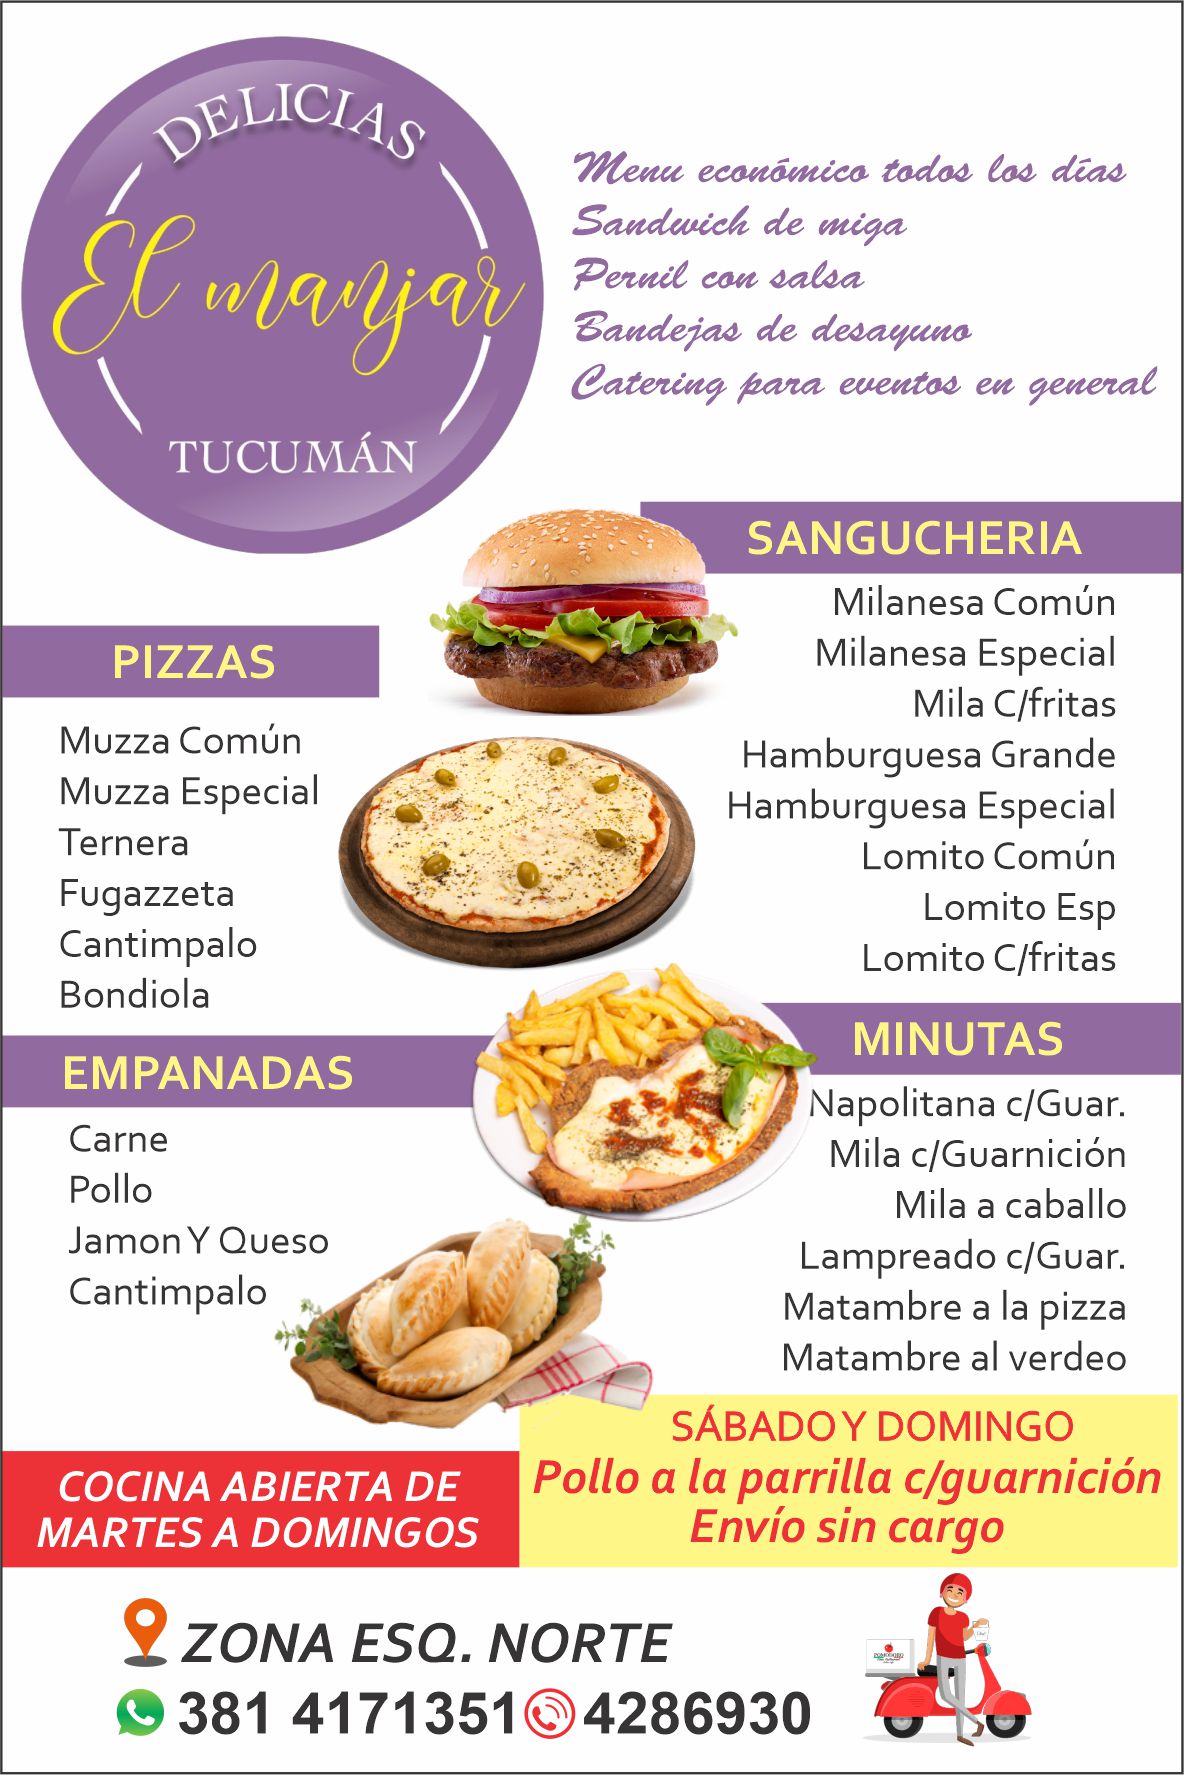 DELICIAS
El manjar
TUCUMÁN
Menu económico todos los días
Sandwich de miga
Pernil con salsa
Bandejas de desayuno
Catering para eventos en general
SANGUCHERIA
Milanesa Común
Milanesa Especial
Mila C/fritas
Hamburguesa Grande
Hamburguesa Especial
Lomito Común
Lomito Esp
Lomito C/fritas
PIZZAS
Muzza Común
Muzza Especial
Ternera
Fugazzeta
Cantimpalo
Bondiola
MINUTAS
Napolitana c/Guar.
Mila c/Guarnición
Mila a caballo
Lampreado c/Guar.
Matambre a la pizza
Matambre al verdeo
EMPANADAS
Carne
Pollo
Jamon Y Queso
Cantimpalo
SÁBADO Y DOMINGO
Pollo a la parrilla c/guarnición
Envío sin cargo
COCINA ABIERTA DE
MARTES A DOMINGOS
ZONA ESQ. NORTE
381 4171351 4286930
POMODORO